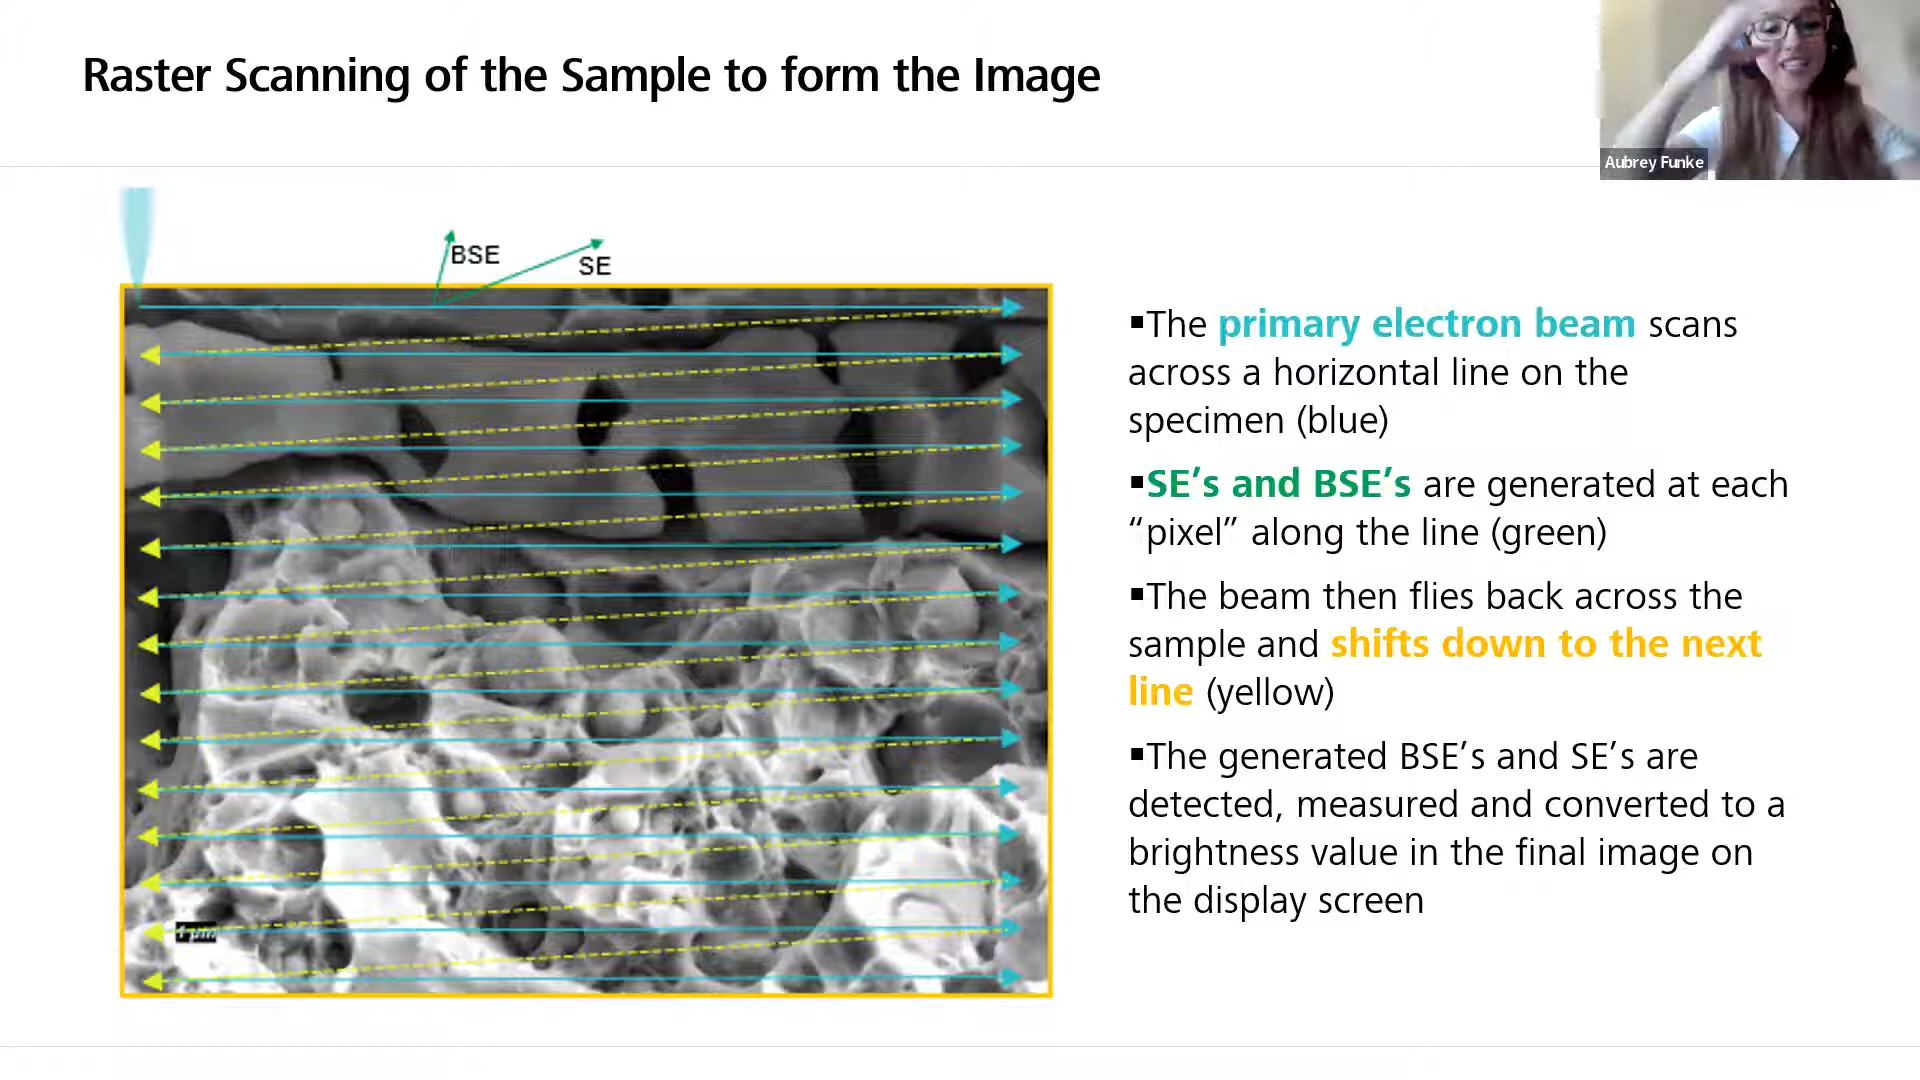 Raster Scanning of the Sample to form the Image
Aubrey Funke
BSE
SE
1 µm
▪The primary electron beam scans
across a horizontal line on the
specimen (blue)
▪SE’s and BSE’s are generated at each
“pixel” along the line (green)
▪The beam then flies back across the
sample and shifts down to the next
line (yellow)
▪The generated BSE’s and SE’s are
detected, measured and converted to a
brightness value in the final image on
the display screen